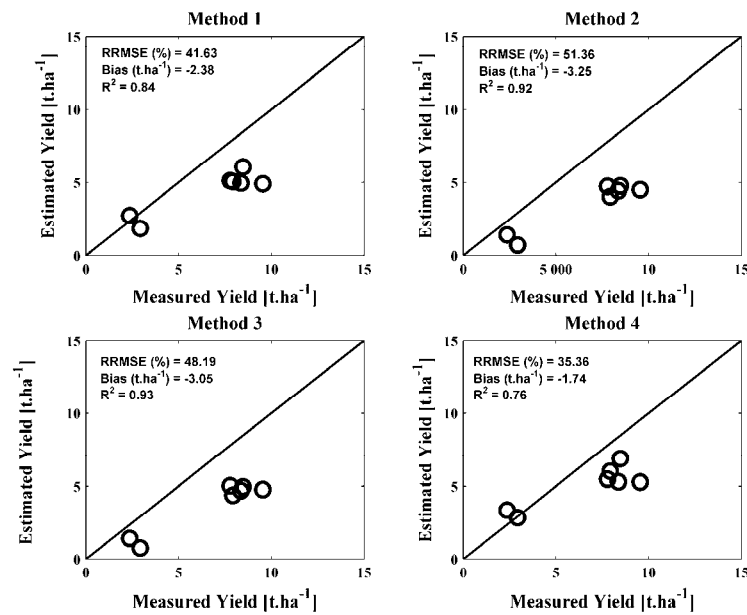 Method 1
RRMSE (%) = 41.63
Bias (t.ha⁻¹) = -2.38
R² = 0.84
15
10
5
0
0 5 10 15
Estimated Yield [t.ha⁻¹]
Measured Yield [t.ha⁻¹]
Method 2
RRMSE (%) = 51.36
Bias (t.ha⁻¹) = -3.25
R² = 0.92
15
10
5
0
0 5 000 10 15
Estimated Yield [t.ha⁻¹]
Measured Yield [t.ha⁻¹]
Method 3
RRMSE (%) = 48.19
Bias (t.ha⁻¹) = -3.05
R² = 0.93
15
10
5
0
0 5 10 15
Estimated Yield [t.ha⁻¹]
Measured Yield [t.ha⁻¹]
Method 4
RRMSE (%) = 35.36
Bias (t.ha⁻¹) = -1.74
R² = 0.76
15
10
5
0
0 5 10 15
Estimated Yield [t.ha⁻¹]
Measured Yield [t.ha⁻¹]